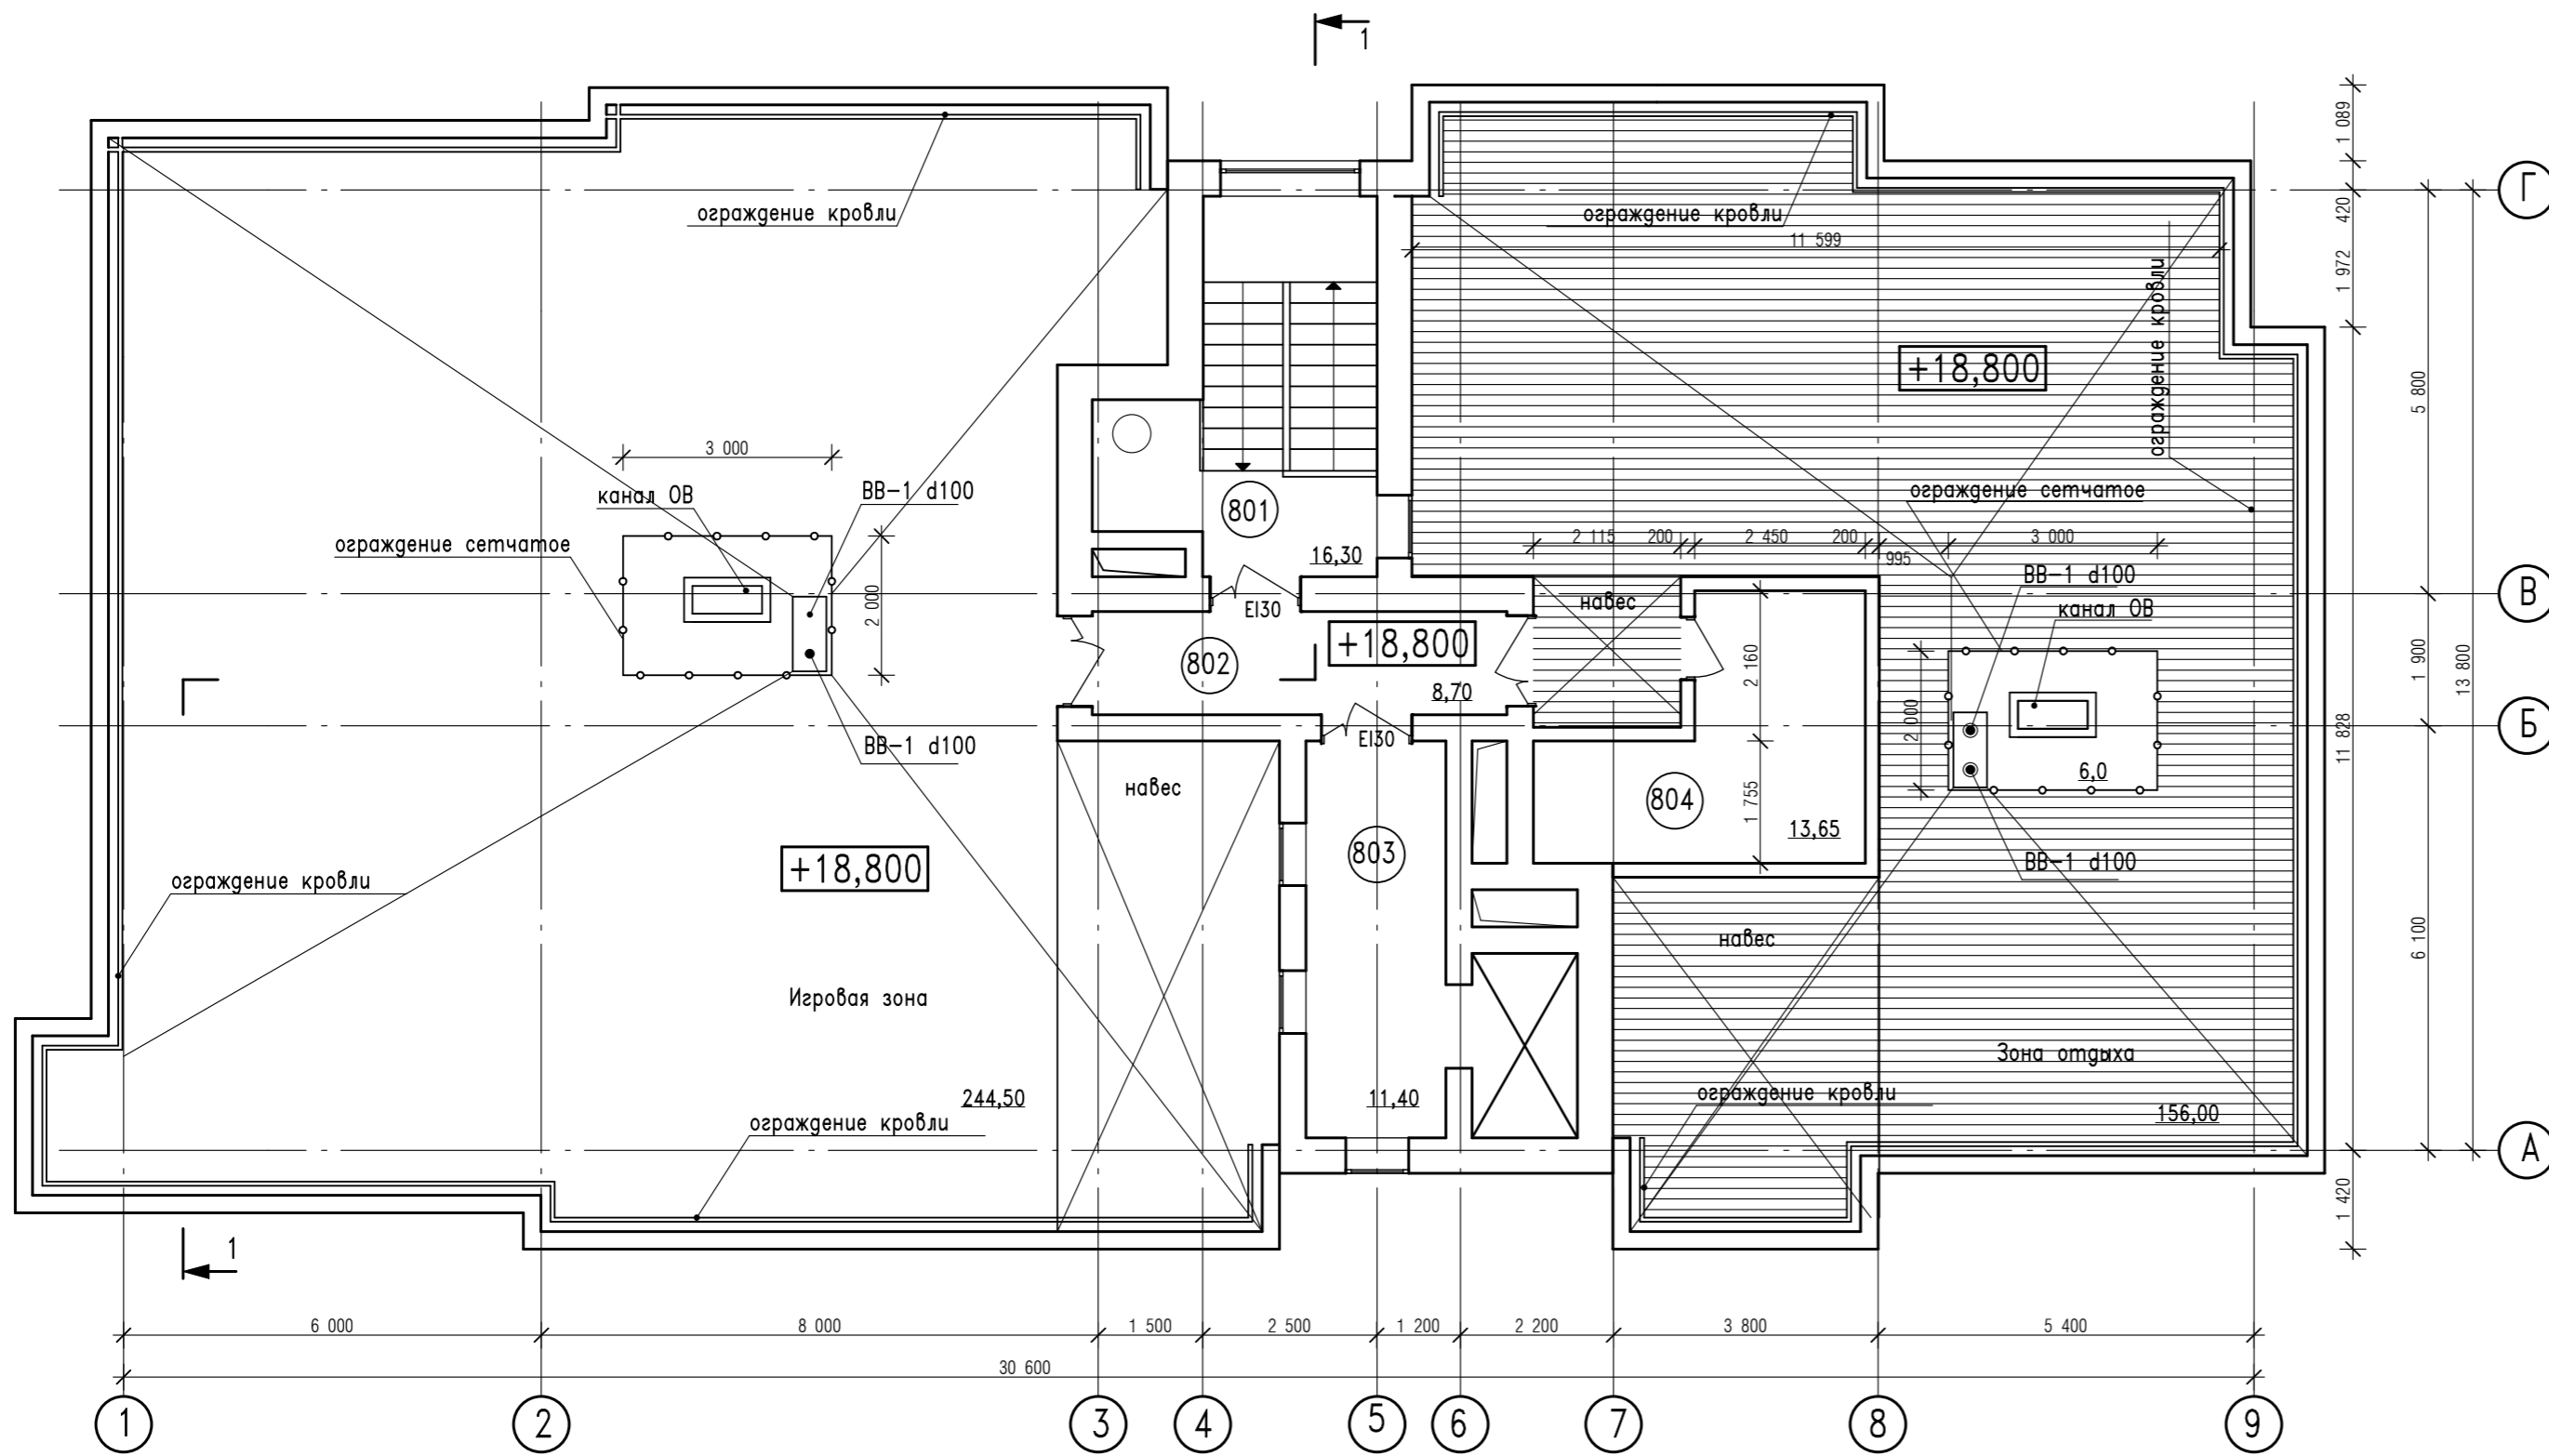 1
1 089
Г
ограждение кровли
ограждение кровли
420
11 599
1 972
ограждение кровли
+18,800
5 800
3 000
канал ОВ
ВВ-1 d100
801
ограждение сетчатое
ограждение сетчатое
16,30
2 115
200
2 450
200
995
3 000
ВВ-1 d100
В
EI30
навес
канал ОВ
2 000
+18,800
802
8,70
2 160
1 900
13 800
2 000
Б
EI30
ВВ-1 d100
11 828
6,0
навес
804
1 755
13,65
803
ВВ-1 d100
+18,800
ограждение кровли
навес
6 100
Игровая зона
Зона отдыха
244,50
11,40
ограждение кровли
156,00
ограждение кровли
А
1 420
1
6 000
8 000
1 500
2 500
1 200
2 200
3 800
5 400
30 600
1
2
3
4
5
6
7
8
9